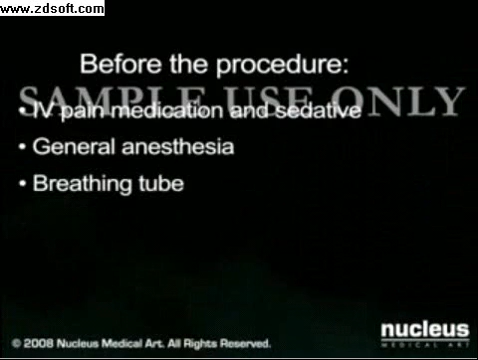 www.zdsoft.com
Before the procedure:
SAMPLE USE ONLY
• IV pain medication and sedative
• General anesthesia
• Breathing tube
nucleus
MEDICAL ART
© 2008 Nucleus Medical Art. All Rights Reserved.